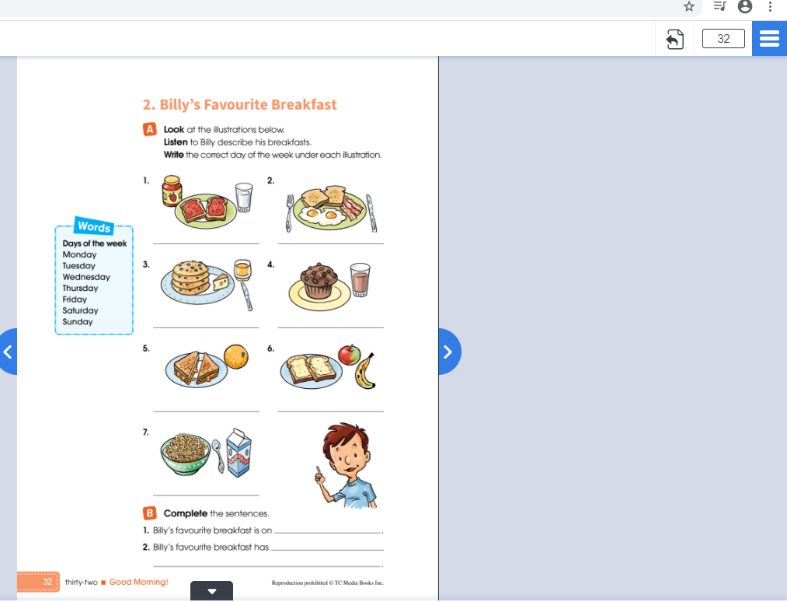 32
2. Billy's Favourite Breakfast
A Look at the illustrations below.
Listen to Billy describe his breakfasts.
Write the correct day of the week under each illustration.
1.
2.
Words
Days of the week
Monday
Tuesday
Wednesday
Thursday
Friday
Saturday
Sunday
3.
4.
5.
6.
7.
B Complete the sentences.
1. Billy's favourite breakfast is on ____.
2. Billy's favourite breakfast has ____
____.
32 thirty-two ■ Good Morning!
Reproduction prohibited © TC Media Books Inc.